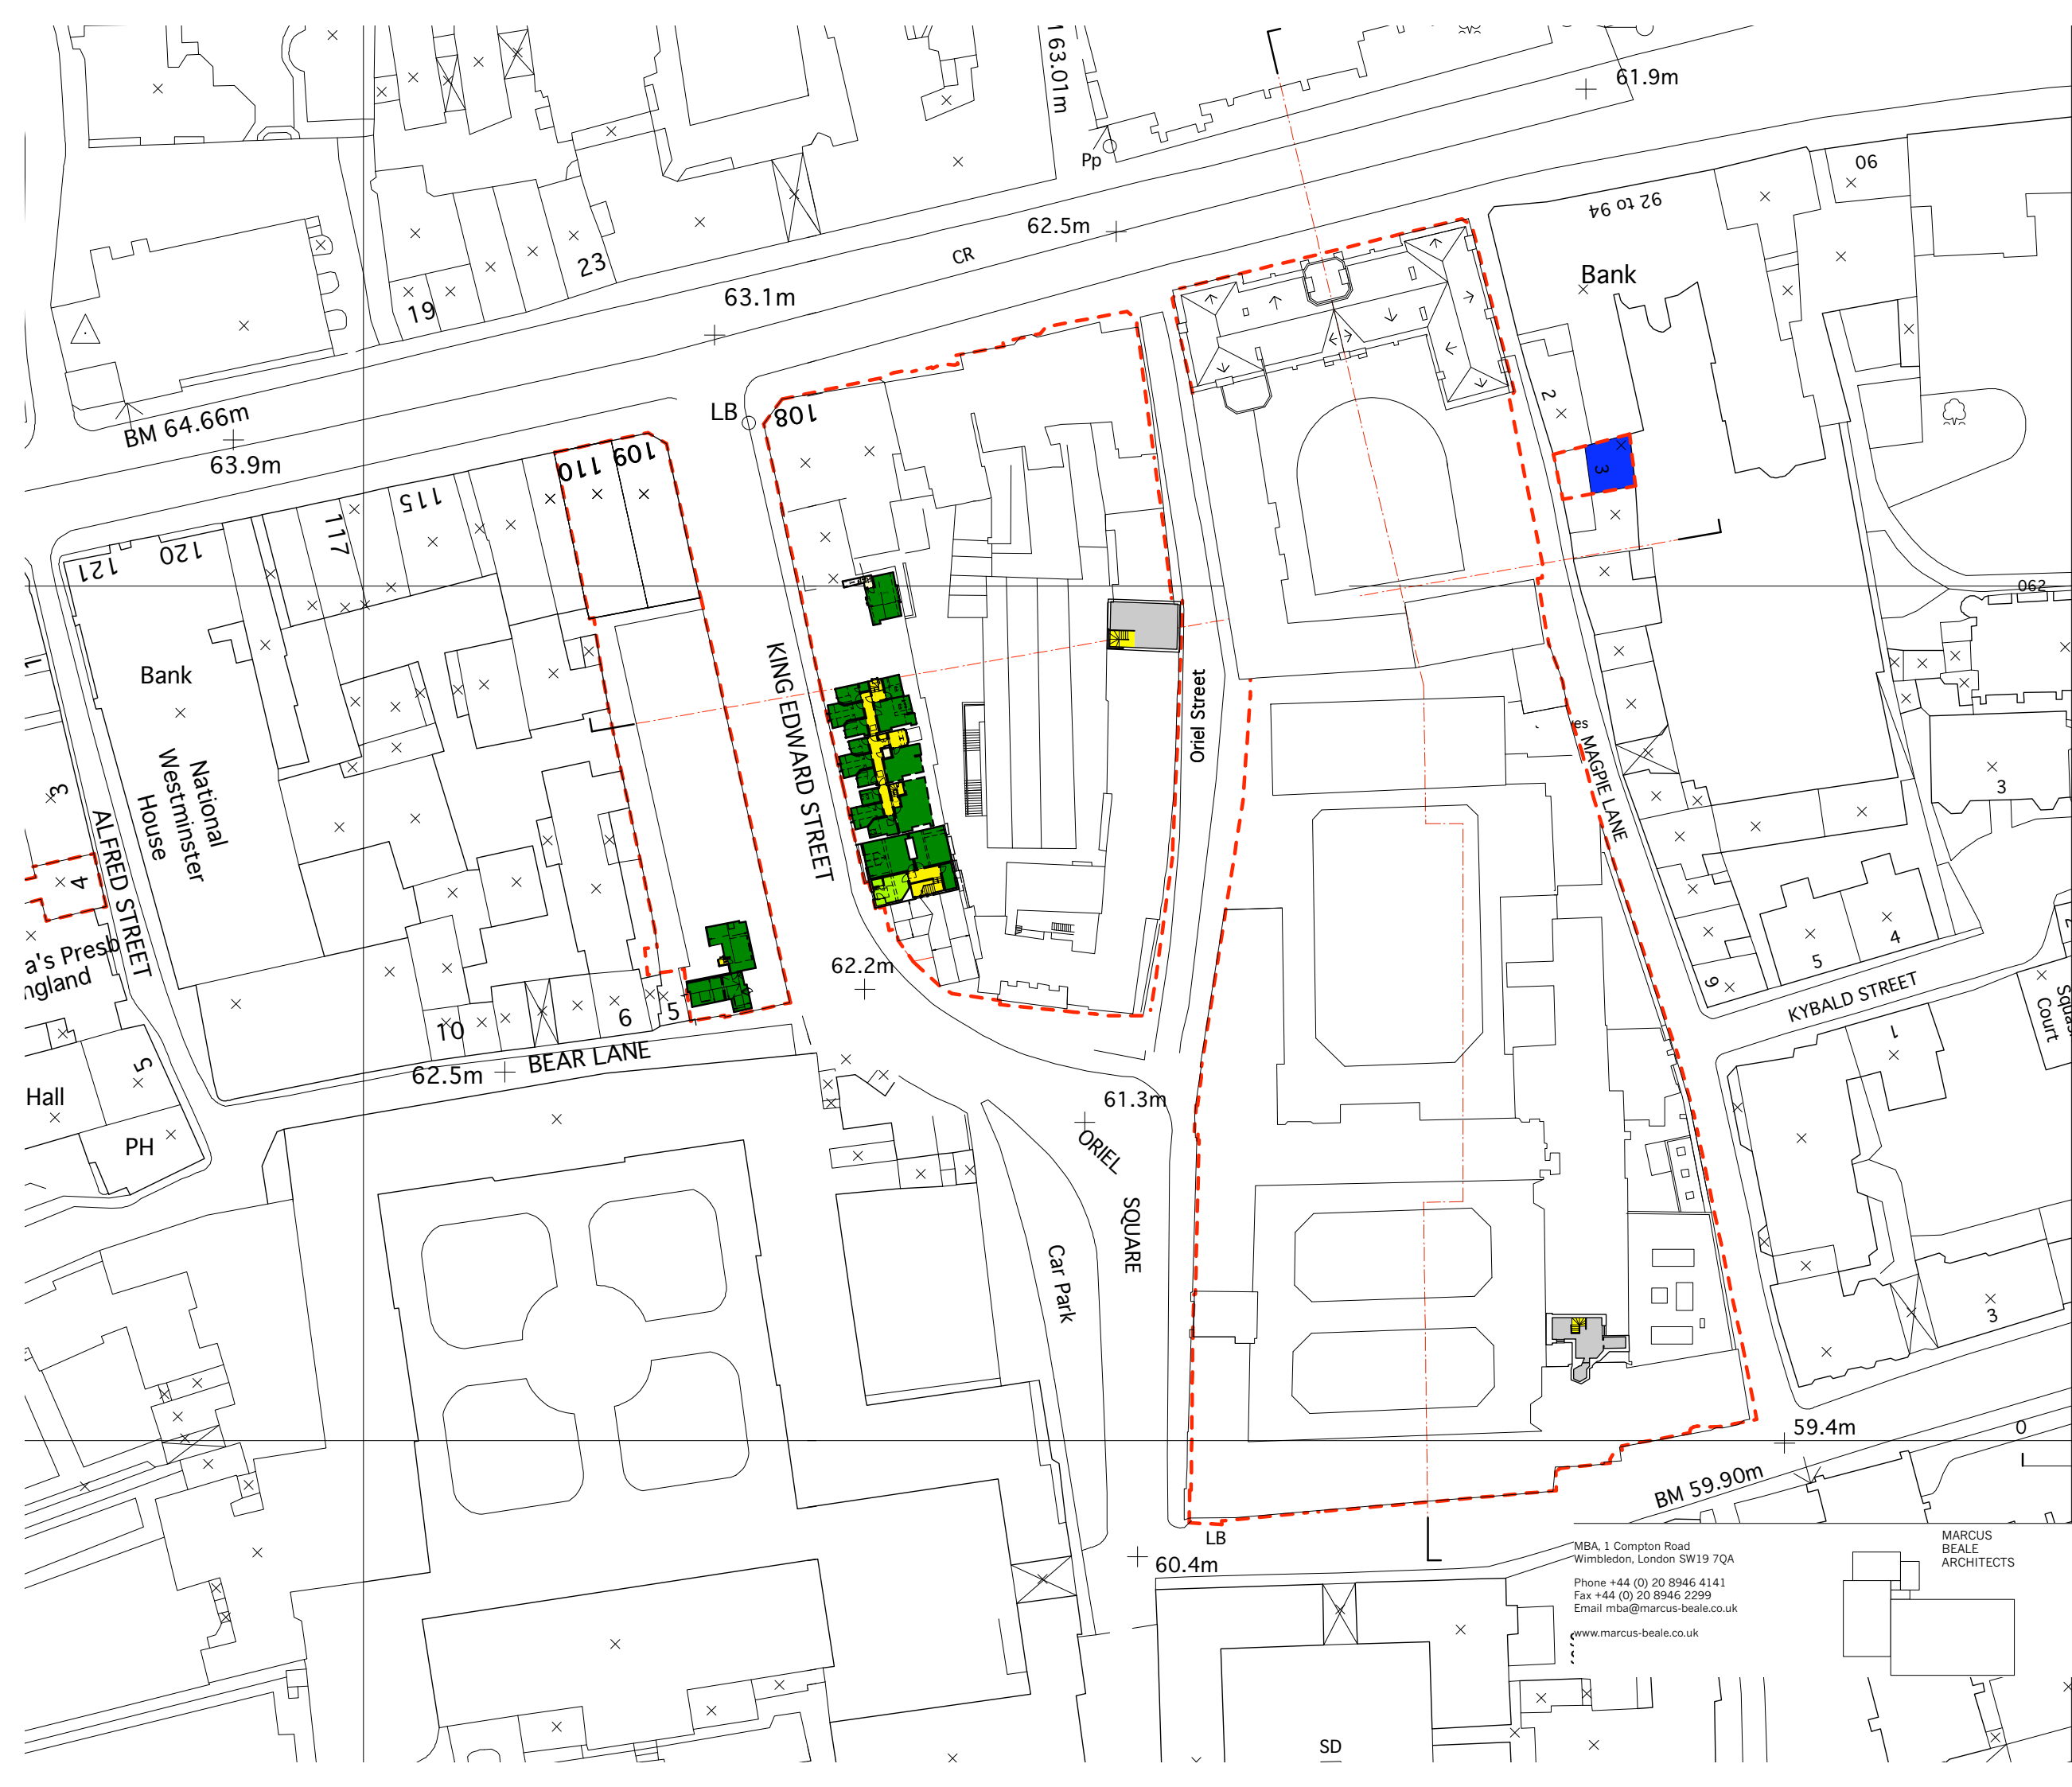 163.01m
61.9m
Pp
90
92 to 94
62.5m
CR
23
Bank
63.1m
19
2
LB
108
BM 64.66m
63.9m
109
110
3
115
117
120
121
062
1
Bank
KING EDWARD STREET
Oriel Street
MAGPIE LANE
National
Westminster
House
3
3
ALFRED STREET
4
a's Presb
ngland
62.2m
4
5
9
2
KYBALD STREET
Squas
Court
5
6
10
BEAR LANE
62.5m
5
1
Hall
PH
61.3m
ORIEL
SQUARE
Car Park
3
59.4m
0
BM 59.90m
LB
60.4m
MBA, 1 Compton Road
Wimbledon, London SW19 7QA
Phone +44 (0) 20 8946 4141
Fax +44 (0) 20 8946 2299
Email mba@marcus-beale.co.uk
www.marcus-beale.co.uk
MARCUS
BEALE
ARCHITECTS
SD